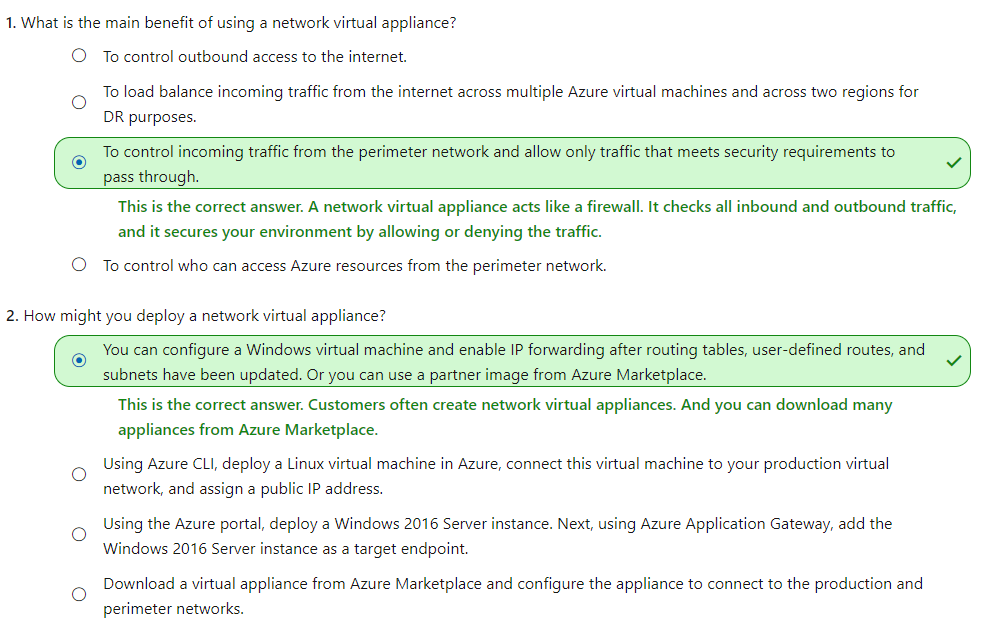 1. What is the main benefit of using a network virtual appliance?
To control outbound access to the internet.
To load balance incoming traffic from the internet across multiple Azure virtual machines and across two regions for
DR purposes.
To control incoming traffic from the perimeter network and allow only traffic that meets security requirements to
pass through.
This is the correct answer. A network virtual appliance acts like a firewall. It checks all inbound and outbound traffic,
and it secures your environment by allowing or denying the traffic.
To control who can access Azure resources from the perimeter network.
2. How might you deploy a network virtual appliance?
You can configure a Windows virtual machine and enable IP forwarding after routing tables, user-defined routes, and
subnets have been updated. Or you can use a partner image from Azure Marketplace.
This is the correct answer. Customers often create network virtual appliances. And you can download many
appliances from Azure Marketplace.
Using Azure CLI, deploy a Linux virtual machine in Azure, connect this virtual machine to your production virtual
network, and assign a public IP address.
Using the Azure portal, deploy a Windows 2016 Server instance. Next, using Azure Application Gateway, add the
Windows 2016 Server instance as a target endpoint.
Download a virtual appliance from Azure Marketplace and configure the appliance to connect to the production and
perimeter networks.